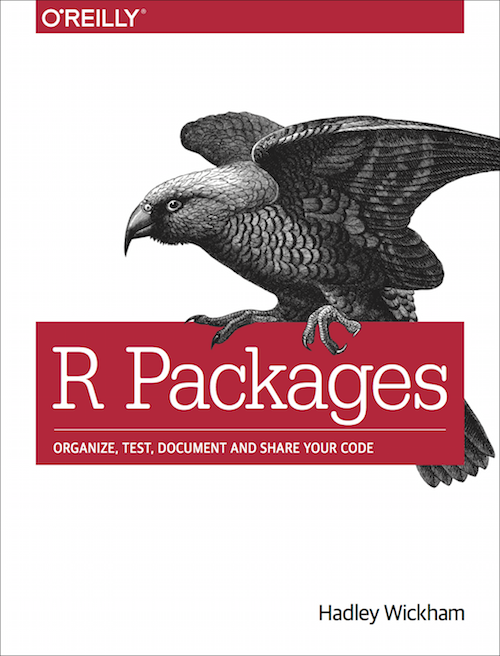 O'REILLY®
R Packages
ORGANIZE, TEST, DOCUMENT AND SHARE YOUR CODE
Hadley Wickham